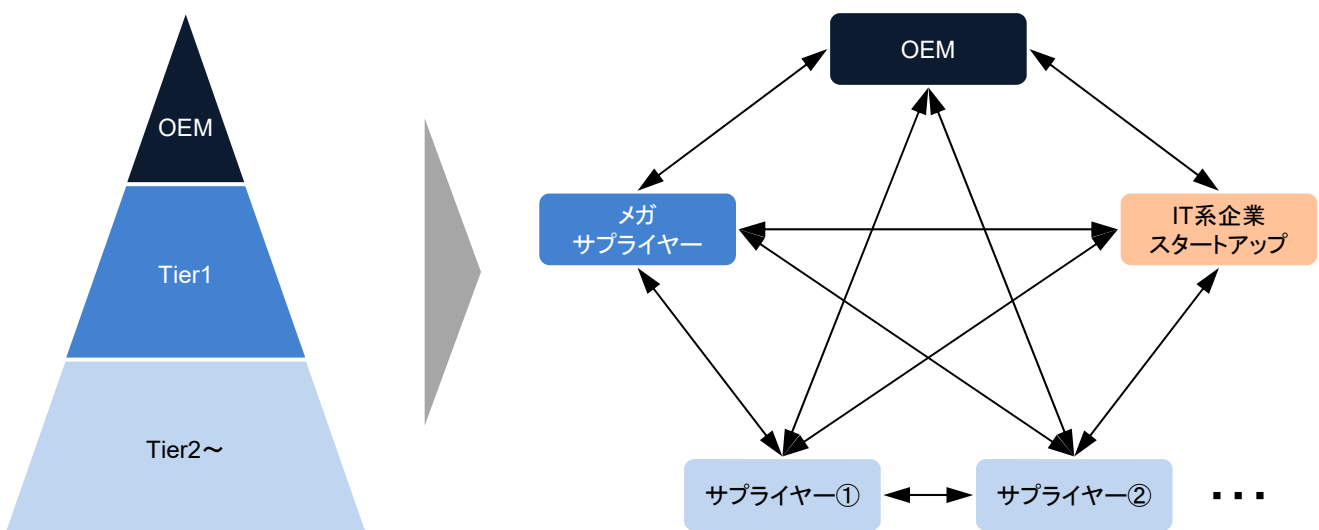 OEM
Tier1
Tier2～
OEM
メガ
サプライヤー
IT系企業
スタートアップ
サプライヤー①
サプライヤー②
･･･